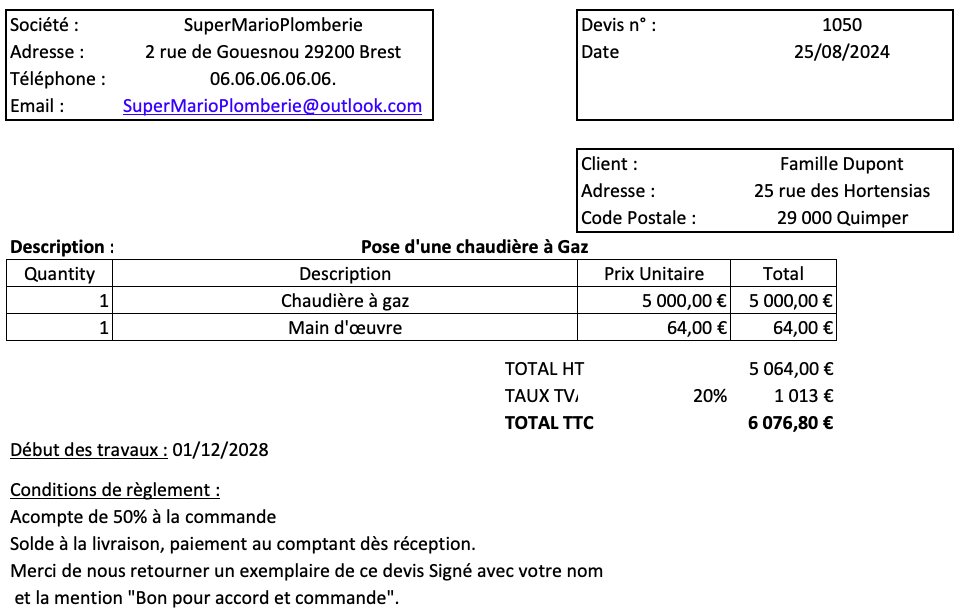 Société : SuperMarioPlomberie
Adresse : 2 rue de Gouesnou 29200 Brest
Téléphone : 06.06.06.06.06.
Email : SuperMarioPlomberie@outlook.com
Devis n° : 1050
Date 25/08/2024
Client : Famille Dupont
Adresse : 25 rue des Hortensias
Code Postale : 29 000 Quimper
Description : Pose d'une chaudière à Gaz
Quantity Description Prix Unitaire Total
1 Chaudière à gaz 5 000,00 € 5 000,00 €
1 Main d'œuvre 64,00 € 64,00 €
TOTAL HT 5 064,00 €
TAUX TVA 20% 1 013 €
TOTAL TTC 6 076,80 €
Début des travaux : 01/12/2028
Conditions de règlement :
Acompte de 50% à la commande
Solde à la livraison, paiement au comptant dès réception.
Merci de nous retourner un exemplaire de ce devis Signé avec votre nom
et la mention "Bon pour accord et commande".